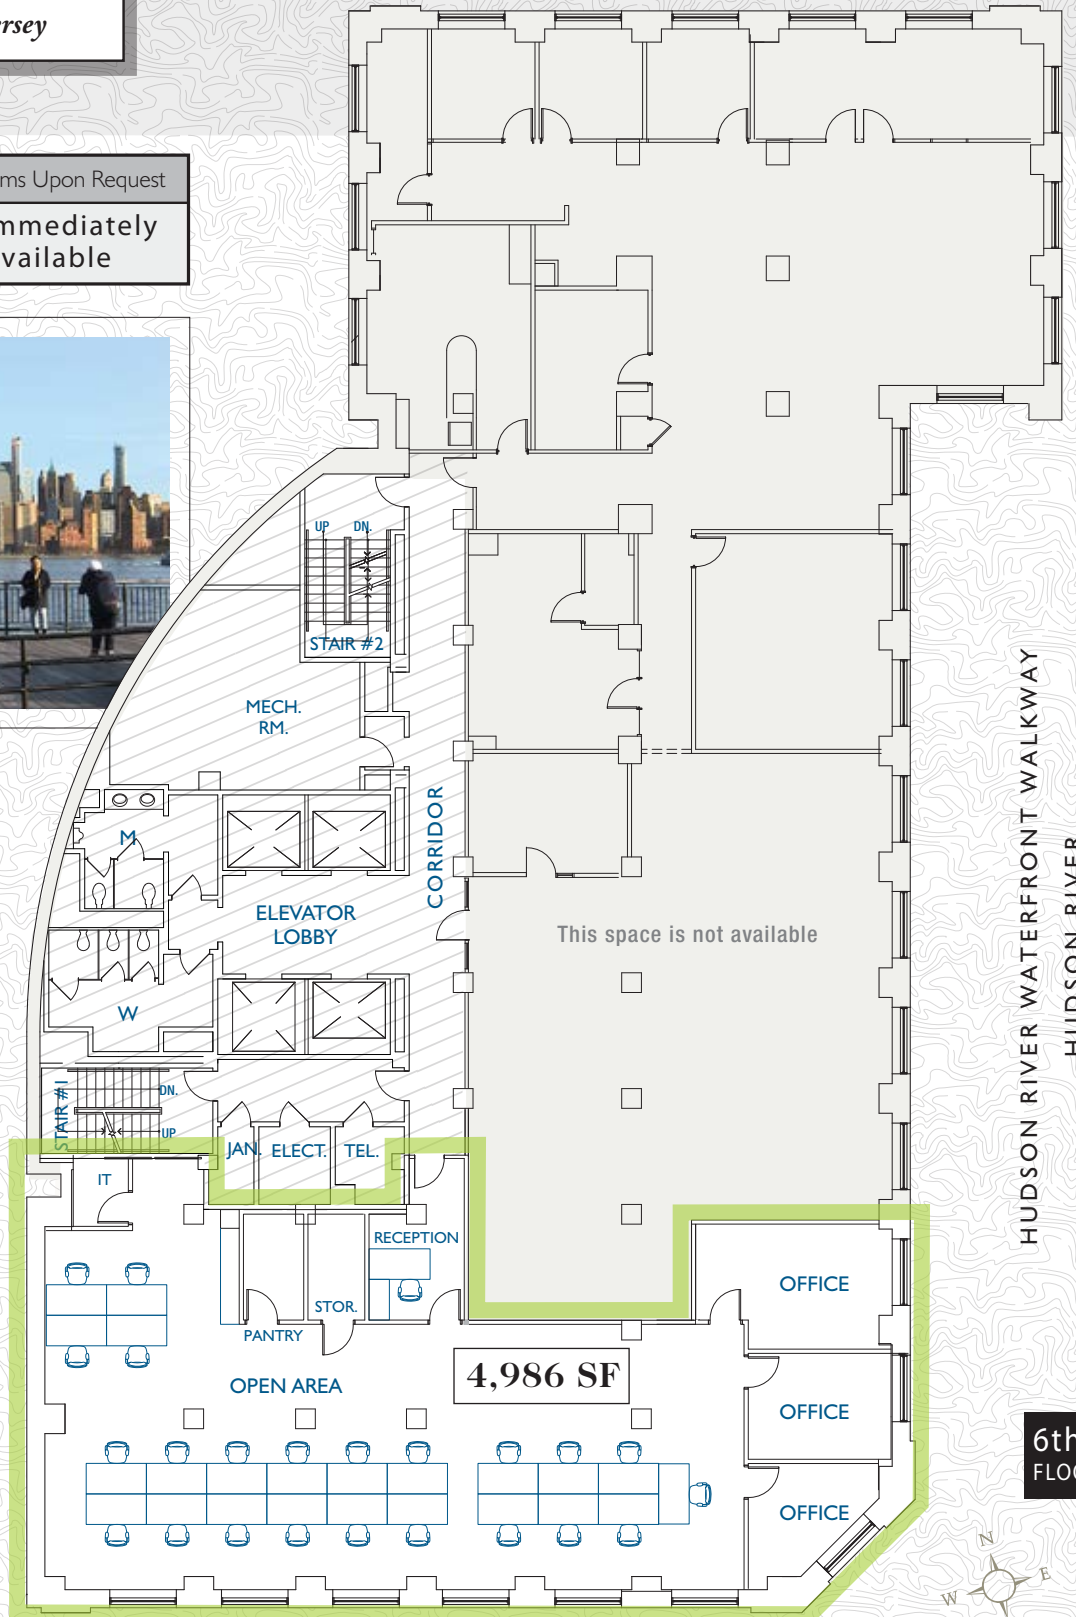 rsey
ms Upon Request
mmediately
vailable
UP
DN.
STAIR #2
MECH.
RM.
CORRIDOR
M
ELEVATOR
LOBBY
This space is not available
W
STAIR #1
DN.
UP
JAN.
ELECT.
TEL.
IT
RECEPTION
STOR.
PANTRY
OPEN AREA
4,986 SF
OFFICE
OFFICE
OFFICE
HUDSON RIVER WATERFRONT WALKWAY
HUDSON RIVER
6th
FLOO
N
E
W